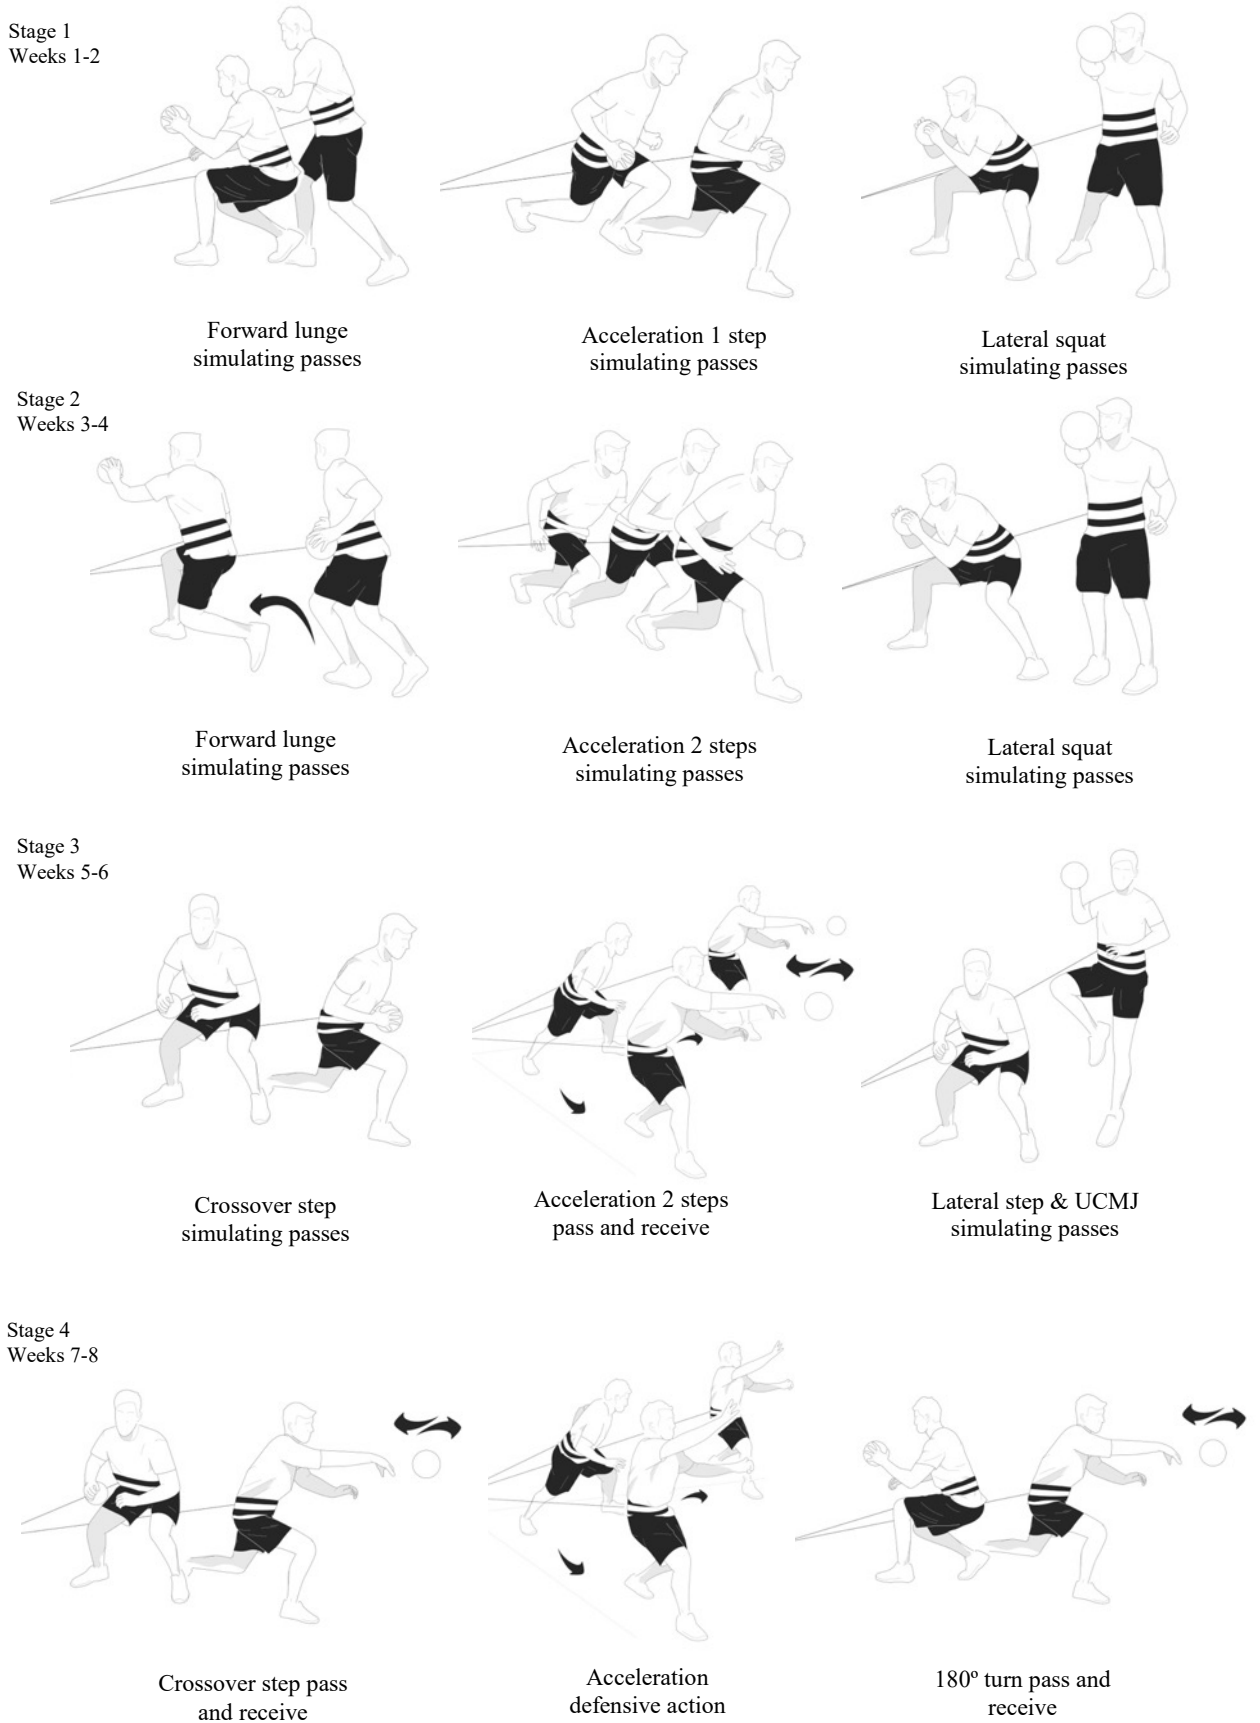 Stage 1
Weeks 1-2
Forward lunge
simulating passes
Acceleration 1 step
simulating passes
Lateral squat
simulating passes
Stage 2
Weeks 3-4
Forward lunge
simulating passes
Acceleration 2 steps
simulating passes
Lateral squat
simulating passes
Stage 3
Weeks 5-6
Crossover step
simulating passes
Acceleration 2 steps
pass and receive
Lateral step & UCMJ
simulating passes
Stage 4
Weeks 7-8
Crossover step pass
and receive
Acceleration
defensive action
180º turn pass and
receive